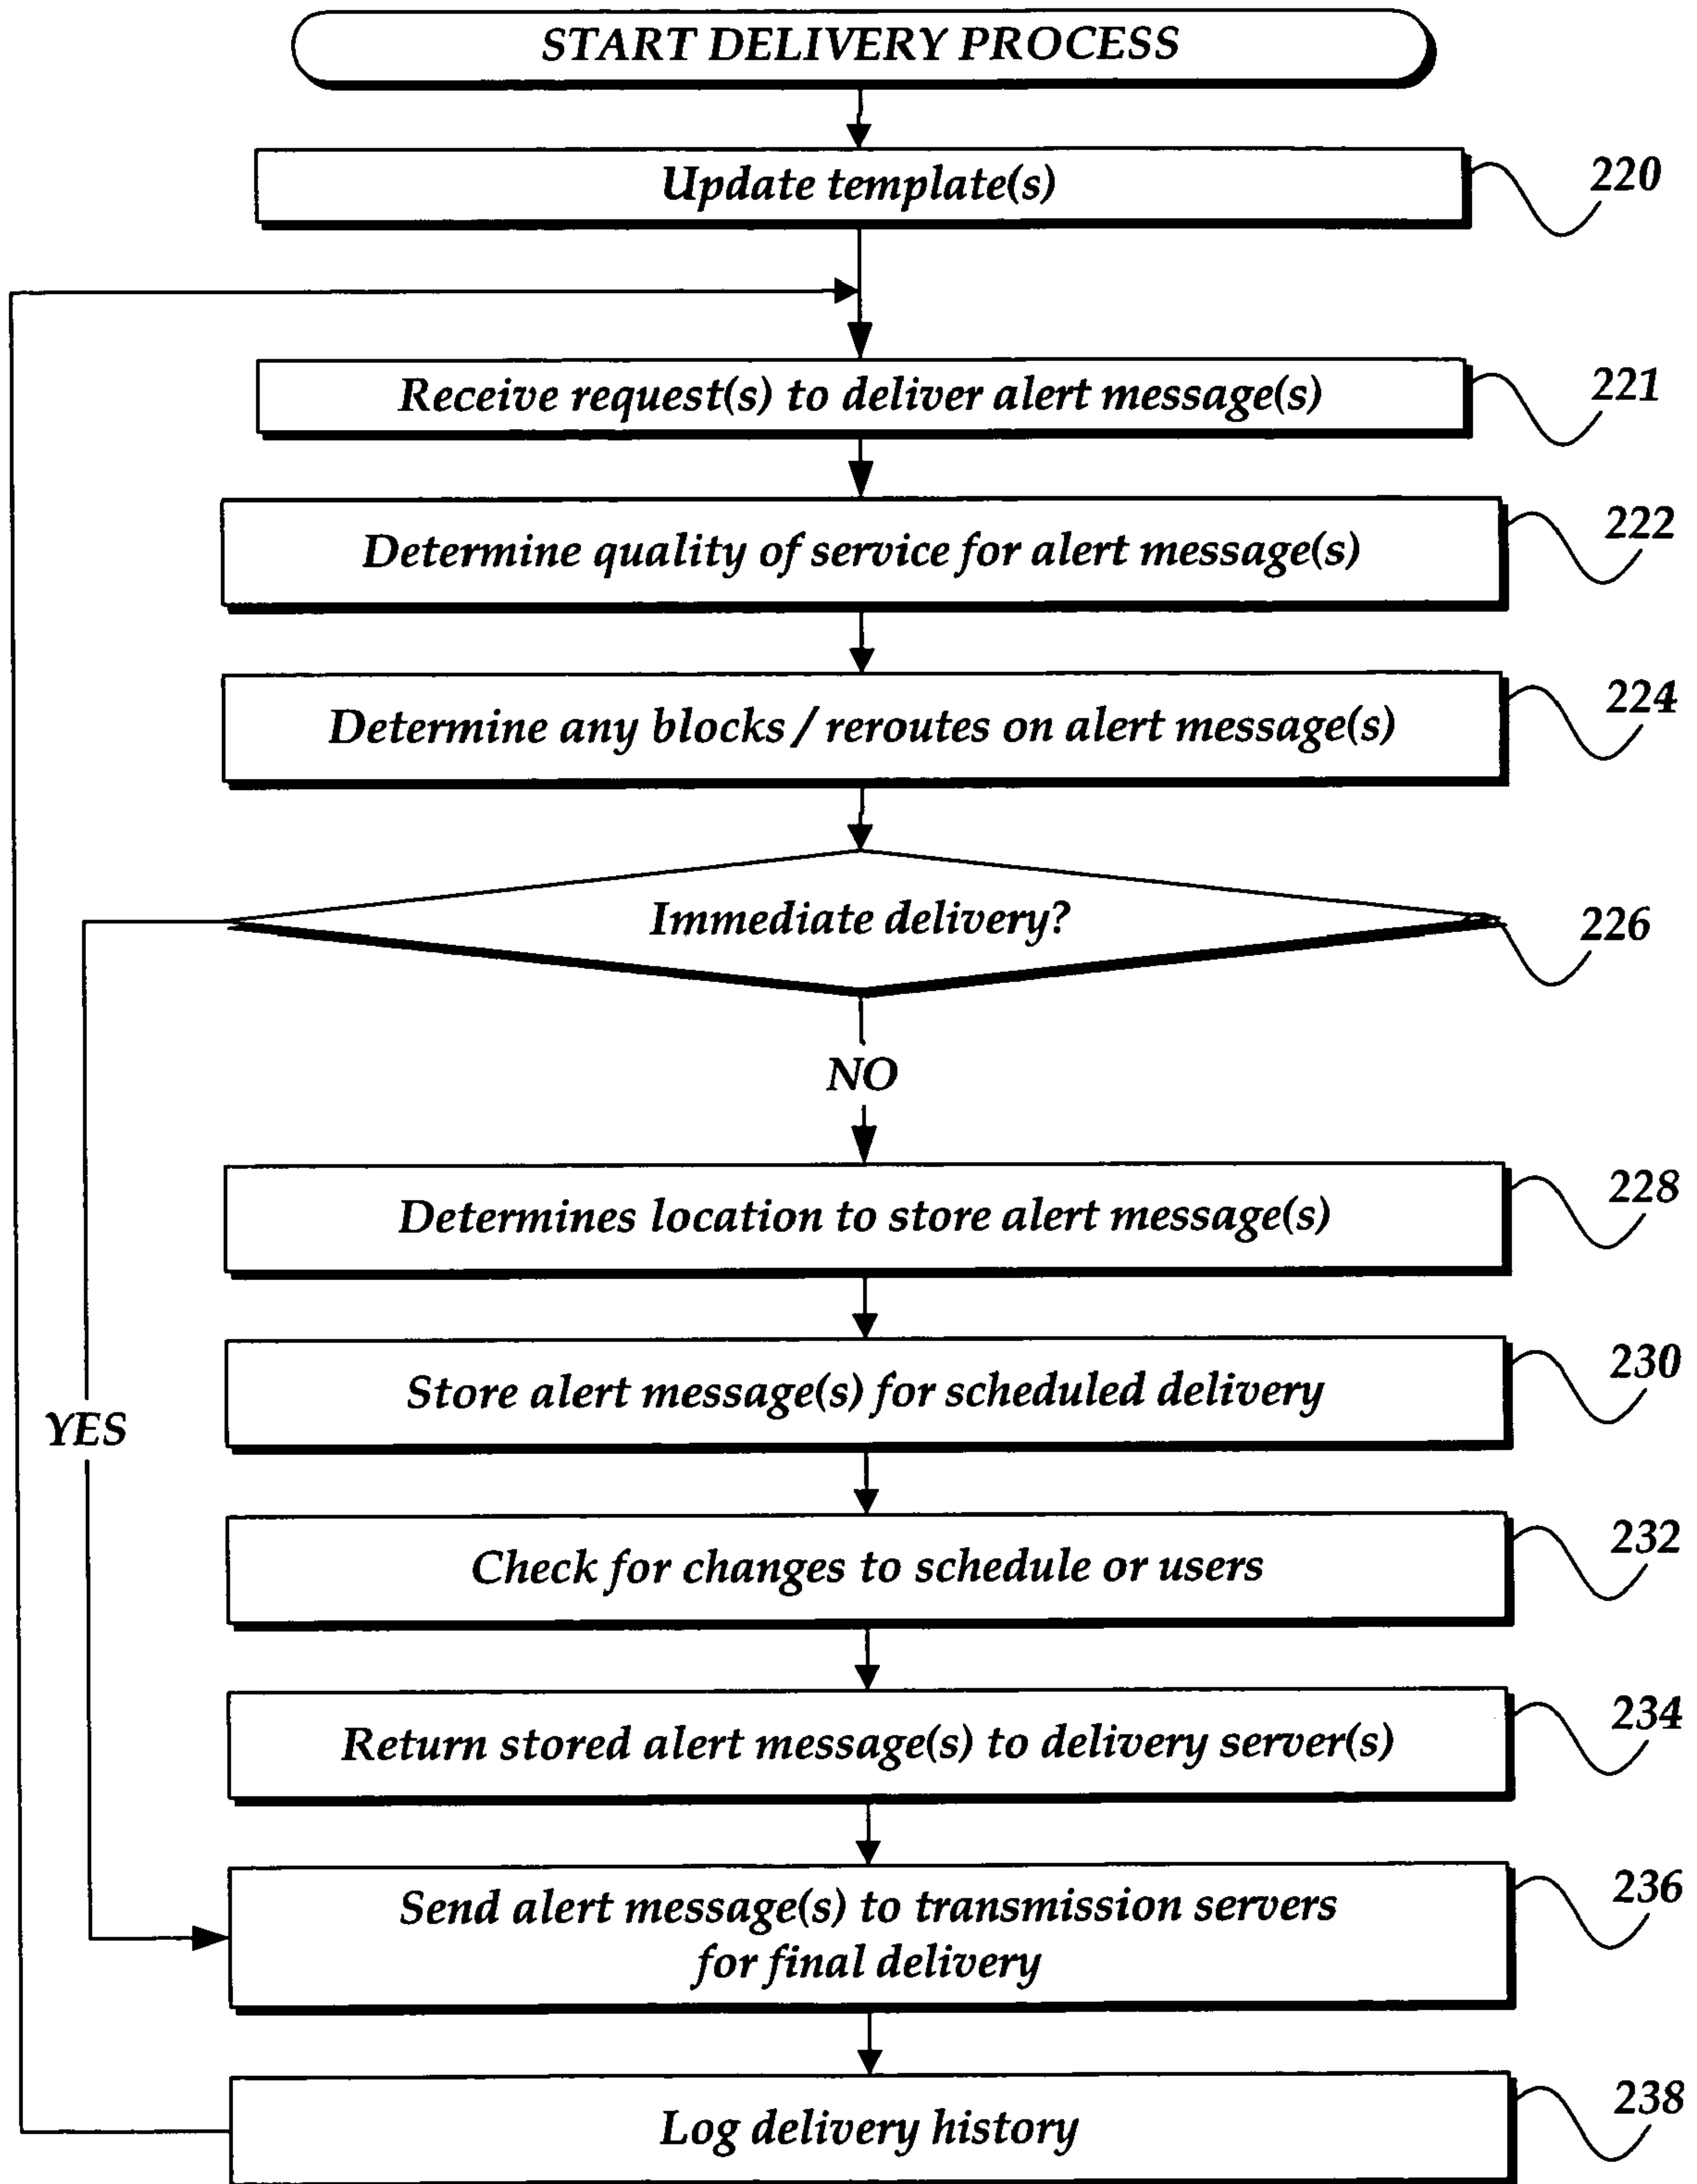 START DELIVERY PROCESS
Update template(s)
220
Receive request(s) to deliver alert message(s)
221
Determine quality of service for alert message(s)
222
Determine any blocks / reroutes on alert message(s)
224
Immediate delivery?
226
NO
Determines location to store alert message(s)
228
Store alert message(s) for scheduled delivery
230
YES
Check for changes to schedule or users
232
Return stored alert message(s) to delivery server(s)
234
Send alert message(s) to transmission servers
for final delivery
236
Log delivery history
238